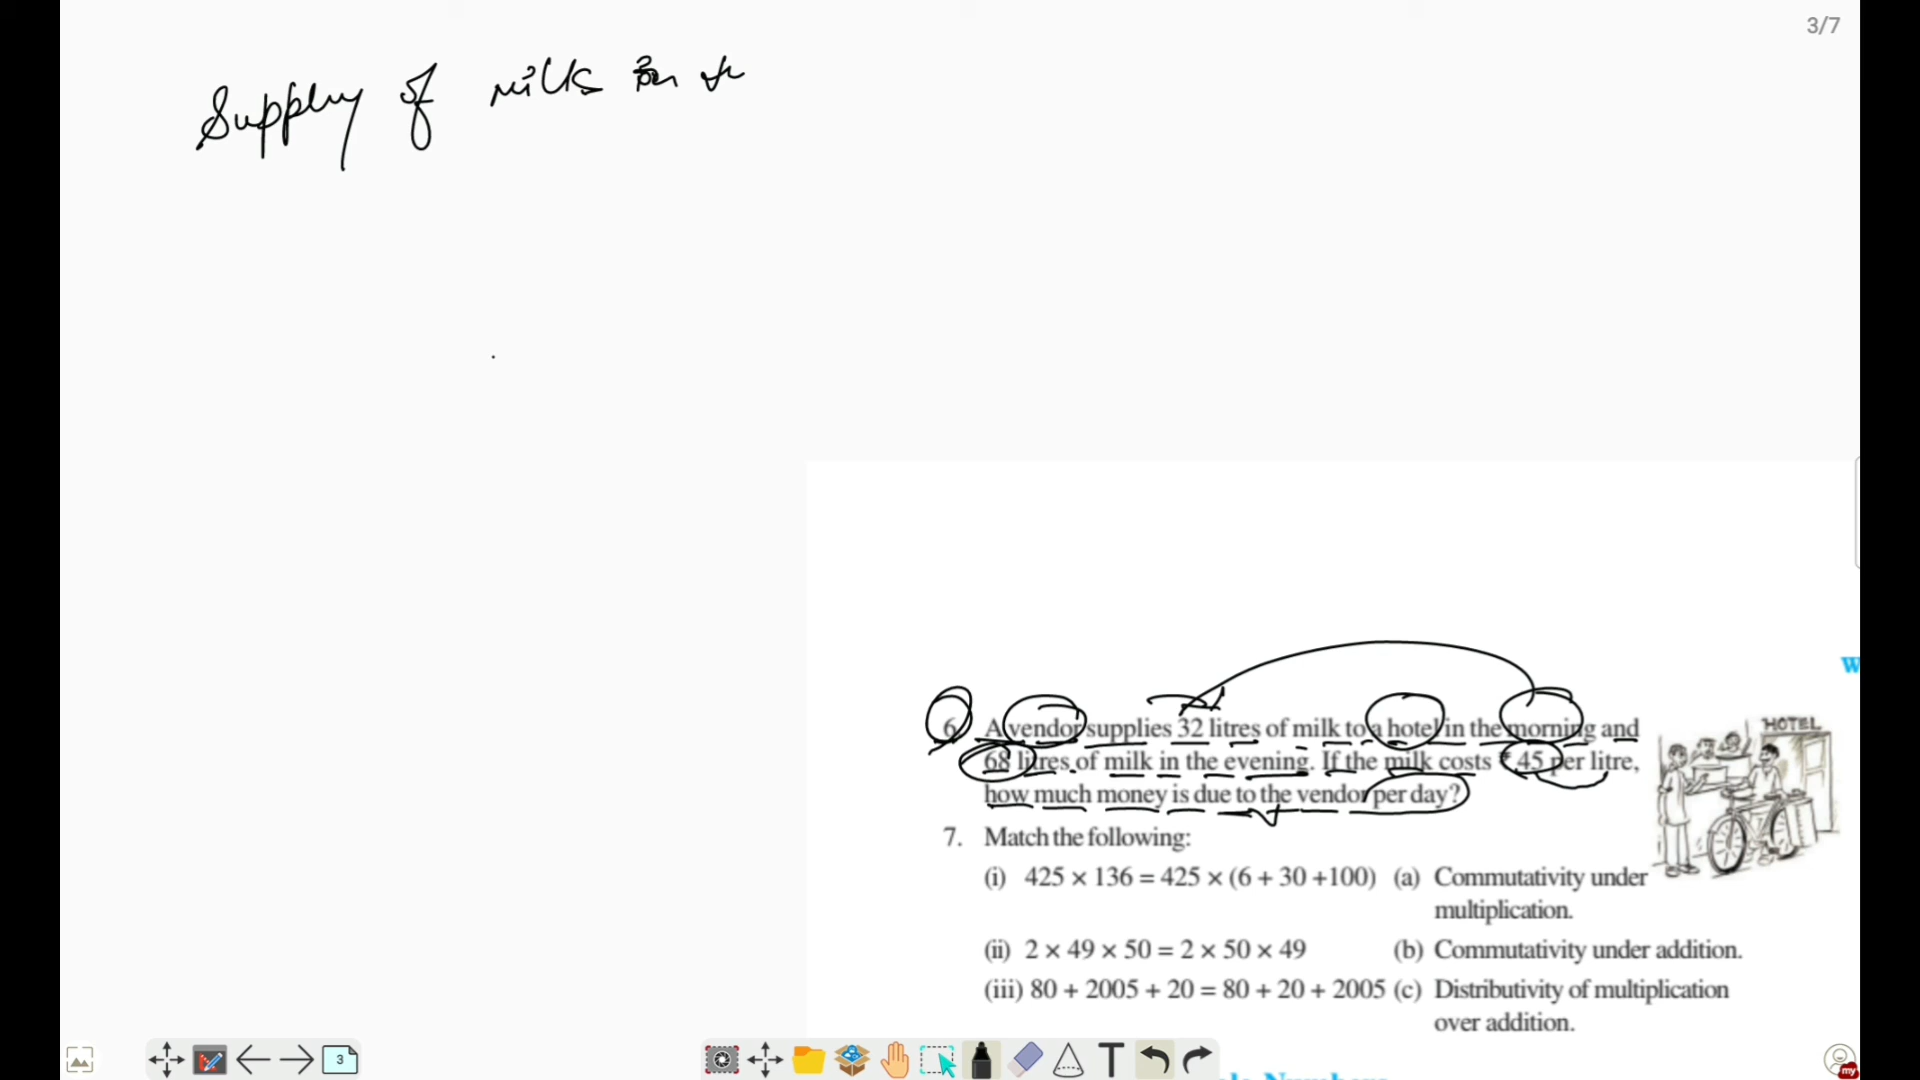 3/7
Supply of milk in
6. A vendor supplies 32 litres of milk to a hotel in the morning and
68 litres of milk in the evening. If the milk costs ₹ 45 per litre,
how much money is due to the vendor per day?
HOTEL
7. Match the following:
(i) 425 × 136 = 425 × (6 + 30 +100) (a) Commutativity under
multiplication.
(ii) 2 × 49 × 50 = 2 × 50 × 49 (b) Commutativity under addition.
(iii) 80 + 2005 + 20 = 80 + 20 + 2005 (c) Distributivity of multiplication
over addition.
3
T
my